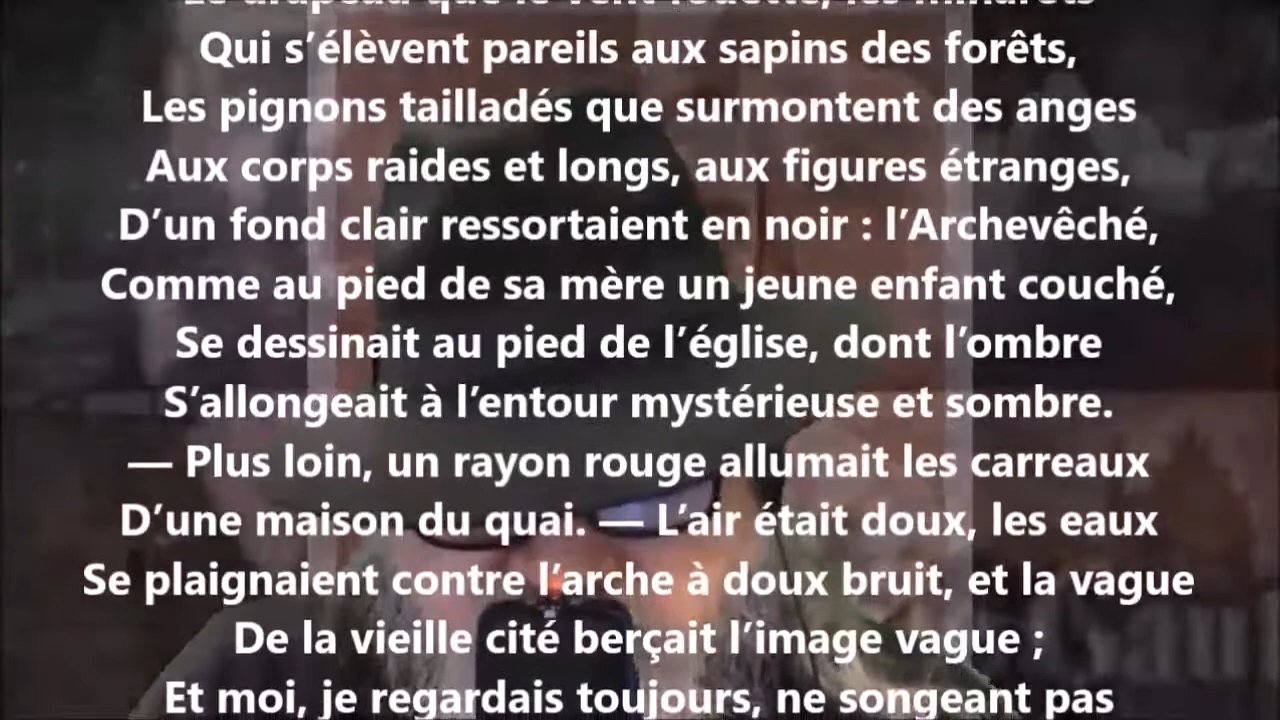 Qui s’élèvent pareils aux sapins des forêts,
Les pignons tailladés que surmontent des anges
Aux corps raides et longs, aux figures étranges,
D’un fond clair ressortaient en noir : l’Archevêché,
Comme au pied de sa mère un jeune enfant couché,
Se dessinait au pied de l’église, dont l’ombre
S’allongeait à l’entour mystérieuse et sombre.
— Plus loin, un rayon rouge allumait les carreaux
D’une maison du quai. — L’air était doux, les eaux
Se plaignaient contre l’arche à doux bruit, et la vague
De la vieille cité berçait l’image vague ;
Et moi, je regardais toujours, ne songeant pas